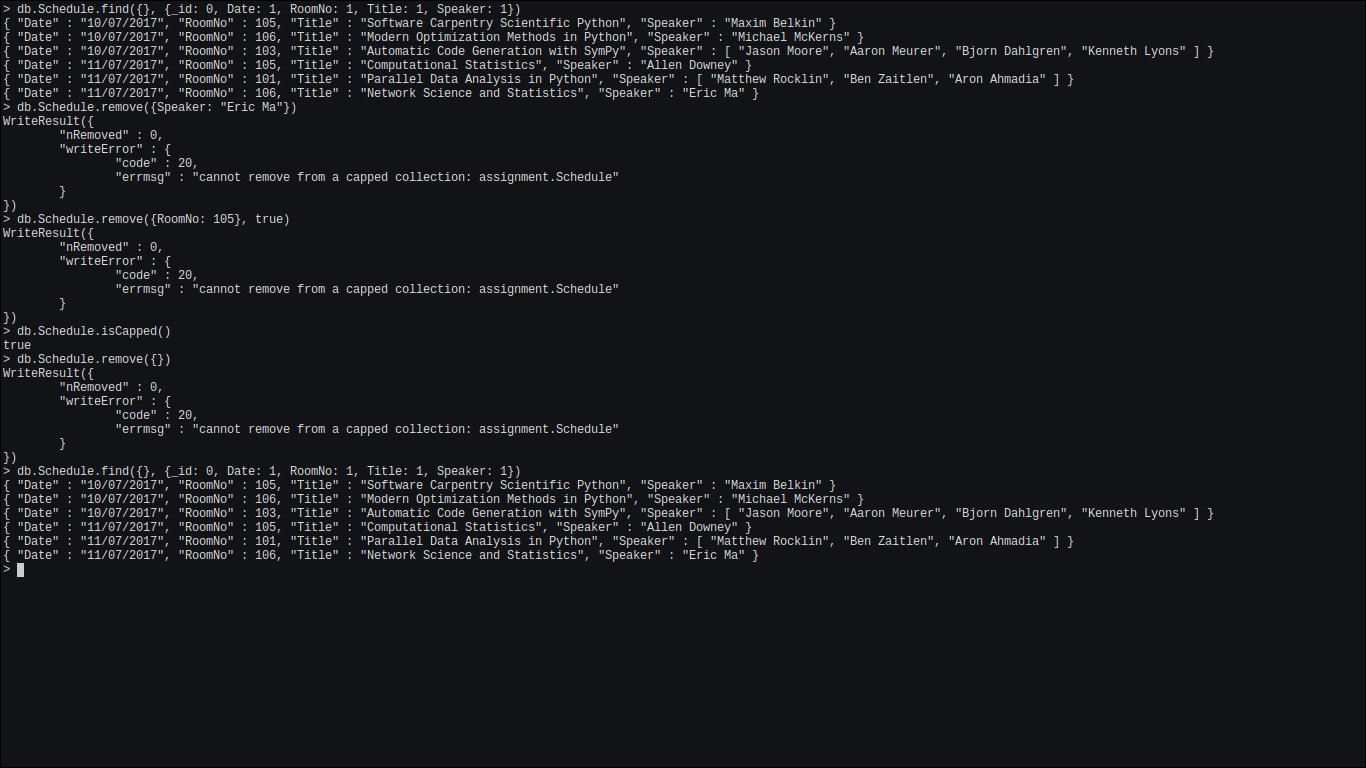 > db.Schedule.find({}, {_id: 0, Date: 1, RoomNo: 1, Title: 1, Speaker: 1})
{ "Date" : "10/07/2017", "RoomNo" : 105, "Title" : "Software Carpentry Scientific Python", "Speaker" : "Maxim Belkin" }
{ "Date" : "10/07/2017", "RoomNo" : 106, "Title" : "Modern Optimization Methods in Python", "Speaker" : "Michael McKerns" }
{ "Date" : "10/07/2017", "RoomNo" : 103, "Title" : "Automatic Code Generation with SymPy", "Speaker" : [ "Jason Moore", "Aaron Meurer", "Bjorn Dahlgren", "Kenneth Lyons" ] }
{ "Date" : "11/07/2017", "RoomNo" : 105, "Title" : "Computational Statistics", "Speaker" : "Allen Downey" }
{ "Date" : "11/07/2017", "RoomNo" : 101, "Title" : "Parallel Data Analysis in Python", "Speaker" : [ "Matthew Rocklin", "Ben Zaitlen", "Aron Ahmadia" ] }
{ "Date" : "11/07/2017", "RoomNo" : 106, "Title" : "Network Science and Statistics", "Speaker" : "Eric Ma" }
> db.Schedule.remove({Speaker: "Eric Ma"})
WriteResult({
        "nRemoved" : 0,
        "writeError" : {
                "code" : 20,
                "errmsg" : "cannot remove from a capped collection: assignment.Schedule"
        }
})
> db.Schedule.remove({RoomNo: 105}, true)
WriteResult({
        "nRemoved" : 0,
        "writeError" : {
                "code" : 20,
                "errmsg" : "cannot remove from a capped collection: assignment.Schedule"
        }
})
> db.Schedule.isCapped()
true
> db.Schedule.remove({})
WriteResult({
        "nRemoved" : 0,
        "writeError" : {
                "code" : 20,
                "errmsg" : "cannot remove from a capped collection: assignment.Schedule"
        }
})
> db.Schedule.find({}, {_id: 0, Date: 1, RoomNo: 1, Title: 1, Speaker: 1})
{ "Date" : "10/07/2017", "RoomNo" : 105, "Title" : "Software Carpentry Scientific Python", "Speaker" : "Maxim Belkin" }
{ "Date" : "10/07/2017", "RoomNo" : 106, "Title" : "Modern Optimization Methods in Python", "Speaker" : "Michael McKerns" }
{ "Date" : "10/07/2017", "RoomNo" : 103, "Title" : "Automatic Code Generation with SymPy", "Speaker" : [ "Jason Moore", "Aaron Meurer", "Bjorn Dahlgren", "Kenneth Lyons" ] }
{ "Date" : "11/07/2017", "RoomNo" : 105, "Title" : "Computational Statistics", "Speaker" : "Allen Downey" }
{ "Date" : "11/07/2017", "RoomNo" : 101, "Title" : "Parallel Data Analysis in Python", "Speaker" : [ "Matthew Rocklin", "Ben Zaitlen", "Aron Ahmadia" ] }
{ "Date" : "11/07/2017", "RoomNo" : 106, "Title" : "Network Science and Statistics", "Speaker" : "Eric Ma" }
>